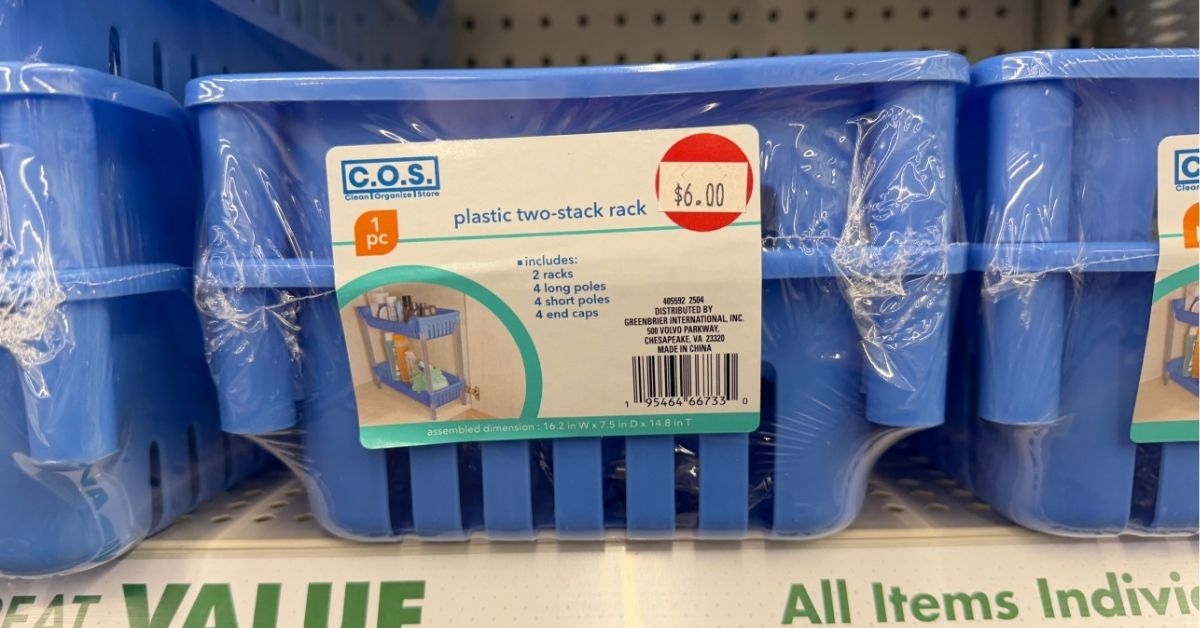 C.O.S.
Clean Organize Store
1
pc
plastic two-stack rack
$6.00
includes:
2 racks
4 long poles
4 short poles
4 end caps
405592 2504
DISTRIBUTED BY
GREENBRIER INTERNATIONAL, INC.
500 VOLVO PARKWAY,
CHESAPEAKE, VA 23320
MADE IN CHINA
1 95464 66733 0
assembled dimension : 16.2 in W x 7.5 in D x 14.8 in T
C
Clea
EAT VALUE
All Items Indivi